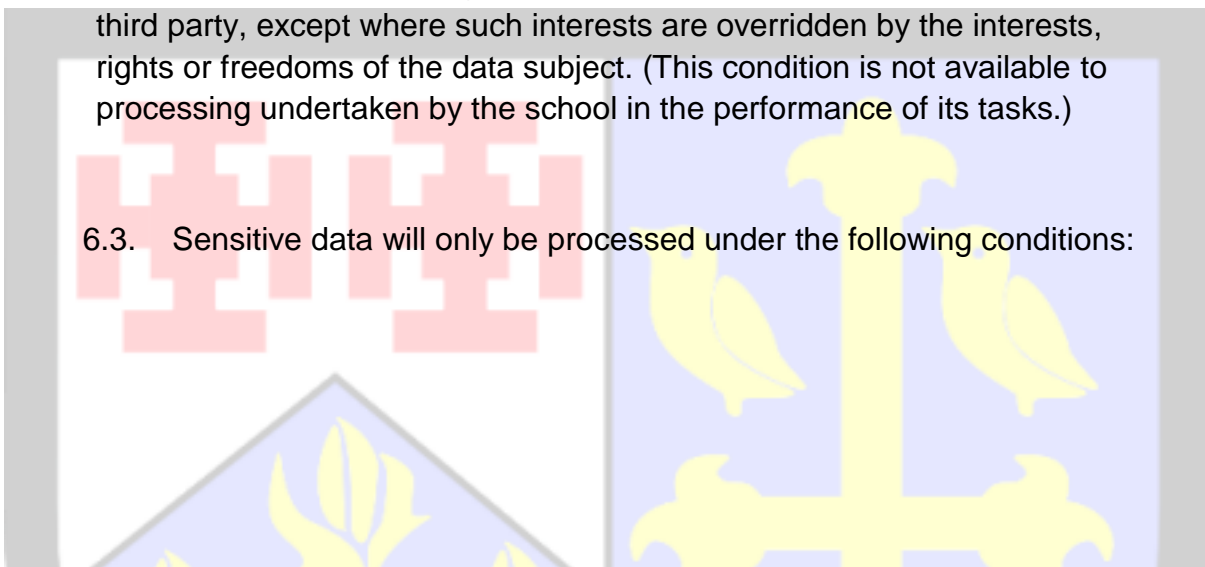 third party, except where such interests are overridden by the interests,
rights or freedoms of the data subject. (This condition is not available to
processing undertaken by the school in the performance of its tasks.)
6.3. Sensitive data will only be processed under the following conditions: